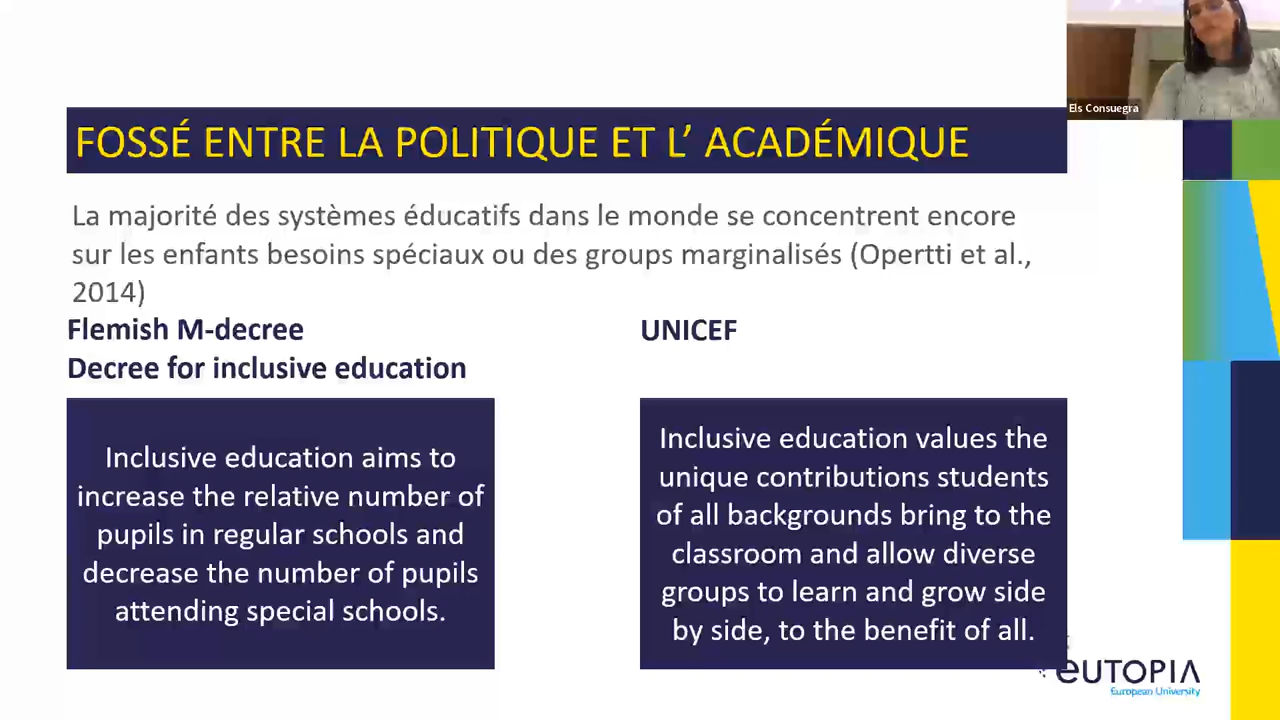 Els Consuegra
FOSSÉ ENTRE LA POLITIQUE ET L’ ACADÉMIQUE
La majorité des systèmes éducatifs dans le monde se concentrent encore
sur les enfants besoins spéciaux ou des groups marginalisés (Opertti et al.,
2014)
Flemish M-decree
Decree for inclusive education
Inclusive education aims to
increase the relative number of
pupils in regular schools and
decrease the number of pupils
attending special schools.
UNICEF
Inclusive education values the
unique contributions students
of all backgrounds bring to the
classroom and allow diverse
groups to learn and grow side
by side, to the benefit of all.
eUTOPIA
European University